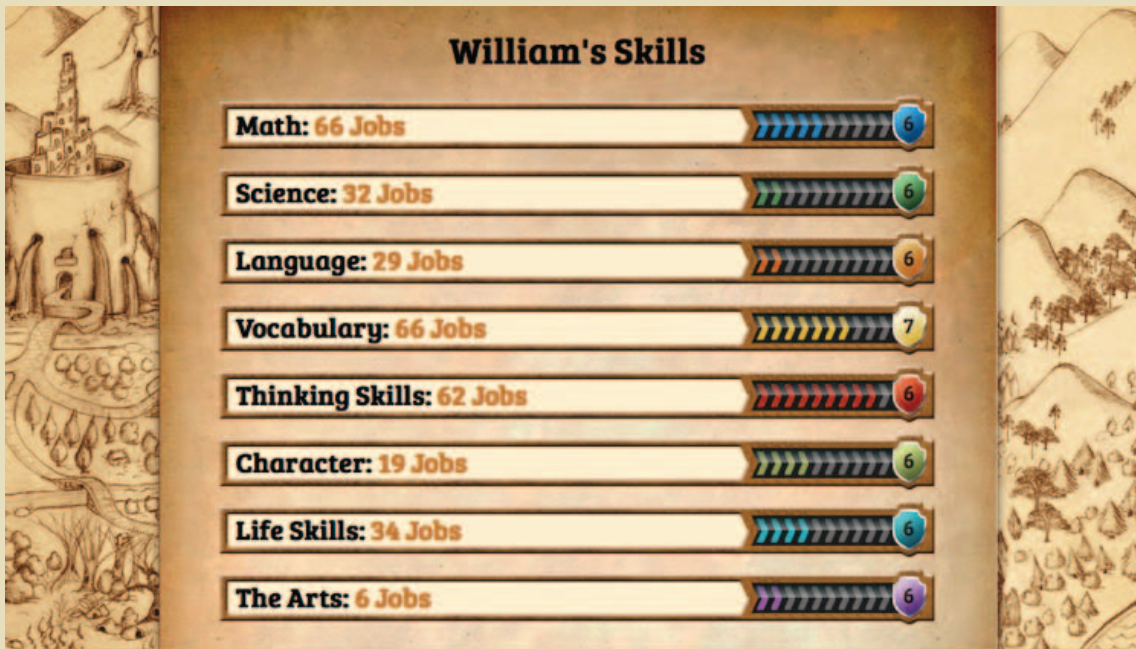 William's Skills
Math: 66 Jobs 6
Science: 32 Jobs 6
Language: 29 Jobs 6
Vocabulary: 66 Jobs 7
Thinking Skills: 62 Jobs 6
Character: 19 Jobs 6
Life Skills: 34 Jobs 6
The Arts: 6 Jobs 6